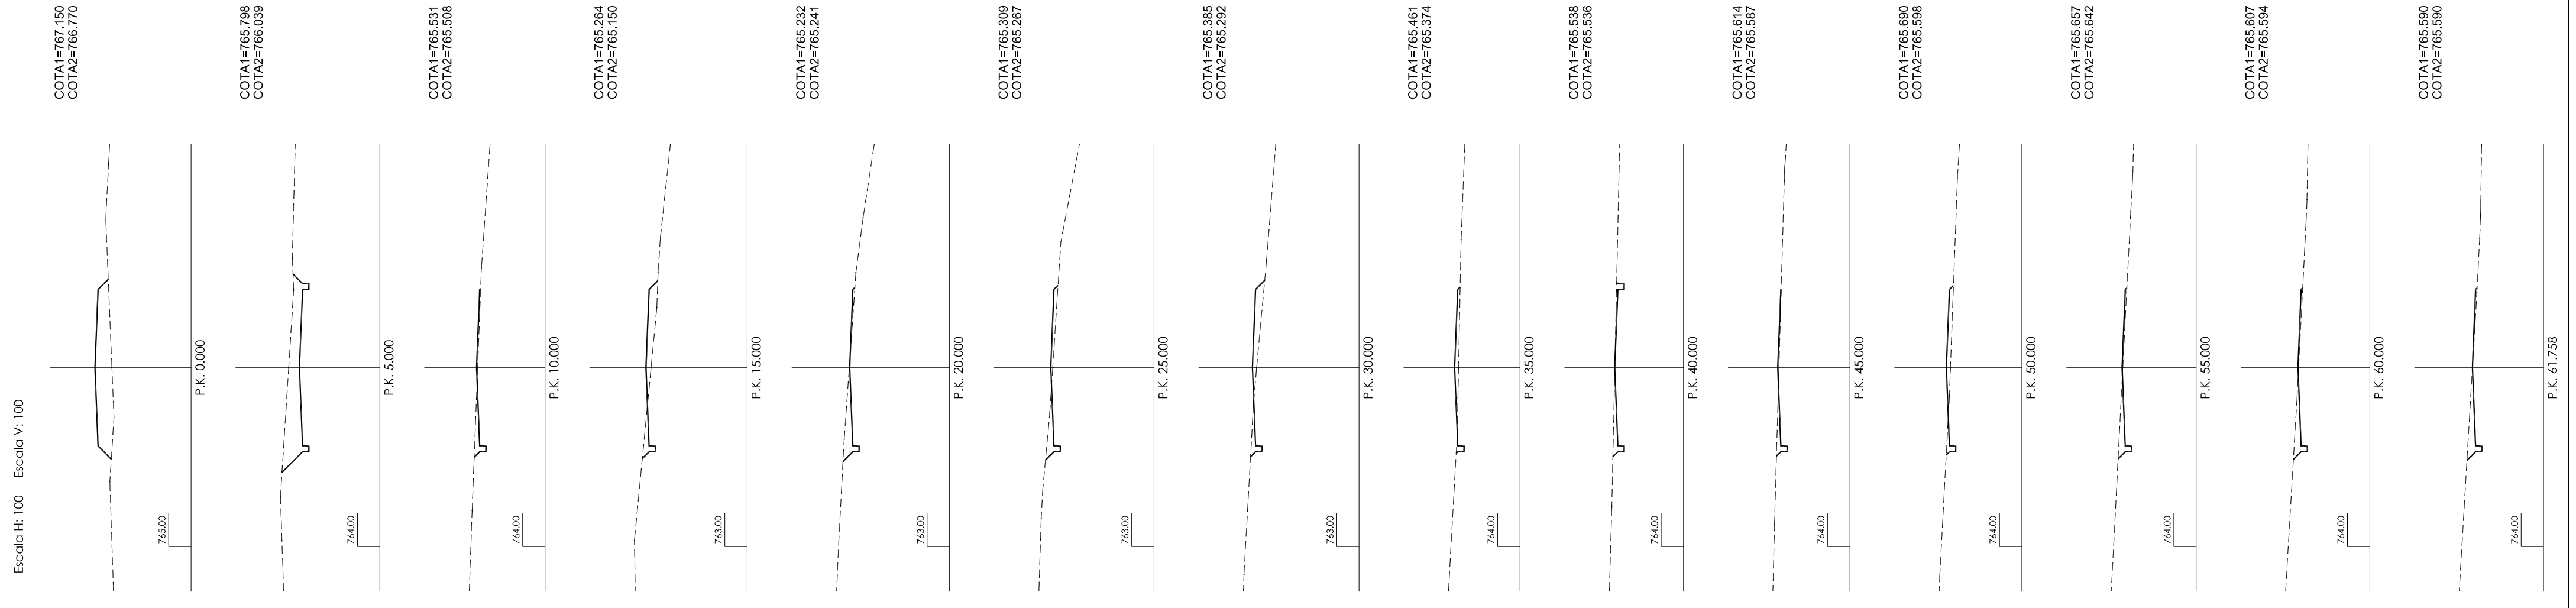 Escala H: 100    Escala V: 100
COTA1=767.150
COTA2=766.770
765.00
P.K. 0.000
COTA1=765.798
COTA2=766.039
764.00
P.K. 5.000
COTA1=765.531
COTA2=765.508
764.00
P.K. 10.000
COTA1=765.264
COTA2=765.150
763.00
P.K. 15.000
COTA1=765.232
COTA2=765.241
763.00
P.K. 20.000
COTA1=765.309
COTA2=765.267
763.00
P.K. 25.000
COTA1=765.385
COTA2=765.292
763.00
P.K. 30.000
COTA1=765.461
COTA2=765.374
764.00
P.K. 35.000
COTA1=765.538
COTA2=765.536
764.00
P.K. 40.000
COTA1=765.614
COTA2=765.587
764.00
P.K. 45.000
COTA1=765.690
COTA2=765.598
764.00
P.K. 50.000
COTA1=765.657
COTA2=765.642
764.00
P.K. 55.000
COTA1=765.607
COTA2=765.594
764.00
P.K. 60.000
COTA1=765.590
COTA2=765.590
764.00
P.K. 61.758